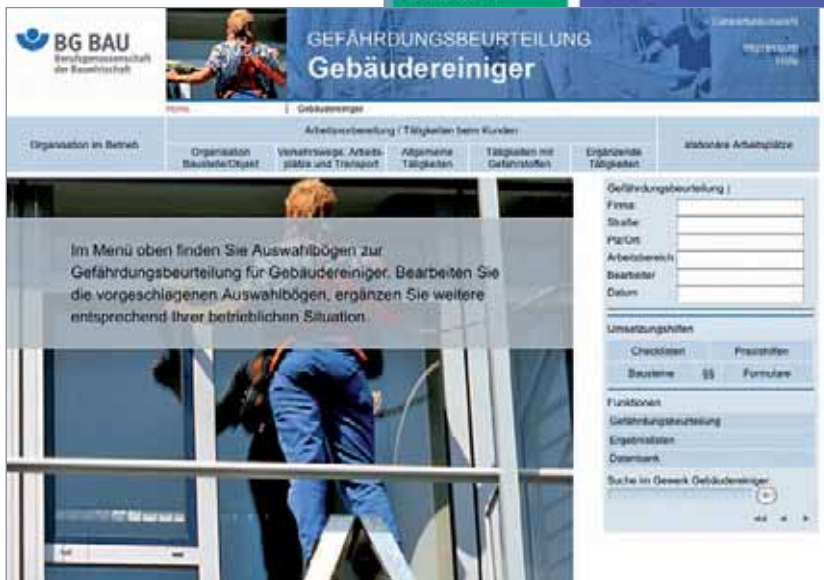 BG BAU
Berufsgenossenschaft
der Bauwirtschaft
GEFÄHRDUNGSBEURTEILUNG
Gebäudereiniger
Impressum
Hilfe
Home | Gebäudereiniger
Organisation im Betrieb
Arbeitsvorbereitung / Tätigkeiten beim Kunden
Organisation
Baustelle/Objekt
Verkehrswege, Arbeits-
plätze und Transport
Allgemeine
Tätigkeiten
Tätigkeiten mit
Gefahrstoffen
Ergänzende
Tätigkeiten
stationäre Arbeitsplätze
Im Menü oben finden Sie Auswahlbögen zur
Gefährdungsbeurteilung für Gebäudereiniger. Bearbeiten Sie
die vorgeschlagenen Auswahlbögen, ergänzen Sie weitere
entsprechend Ihrer betrieblichen Situation.
Gefährdungsbeurteilung |
Firma:
Straße:
Plz/Ort:
Arbeitsbereich
Bearbeiter
Datum
Umsetzungshilfen
Checklisten Praxishilfen
Bausteine §§ Formulare
Funktionen
Gefährdungsbeurteilung
Ergebnislisten
Datenbank
Suche im Gewerk Gebäudereiniger: